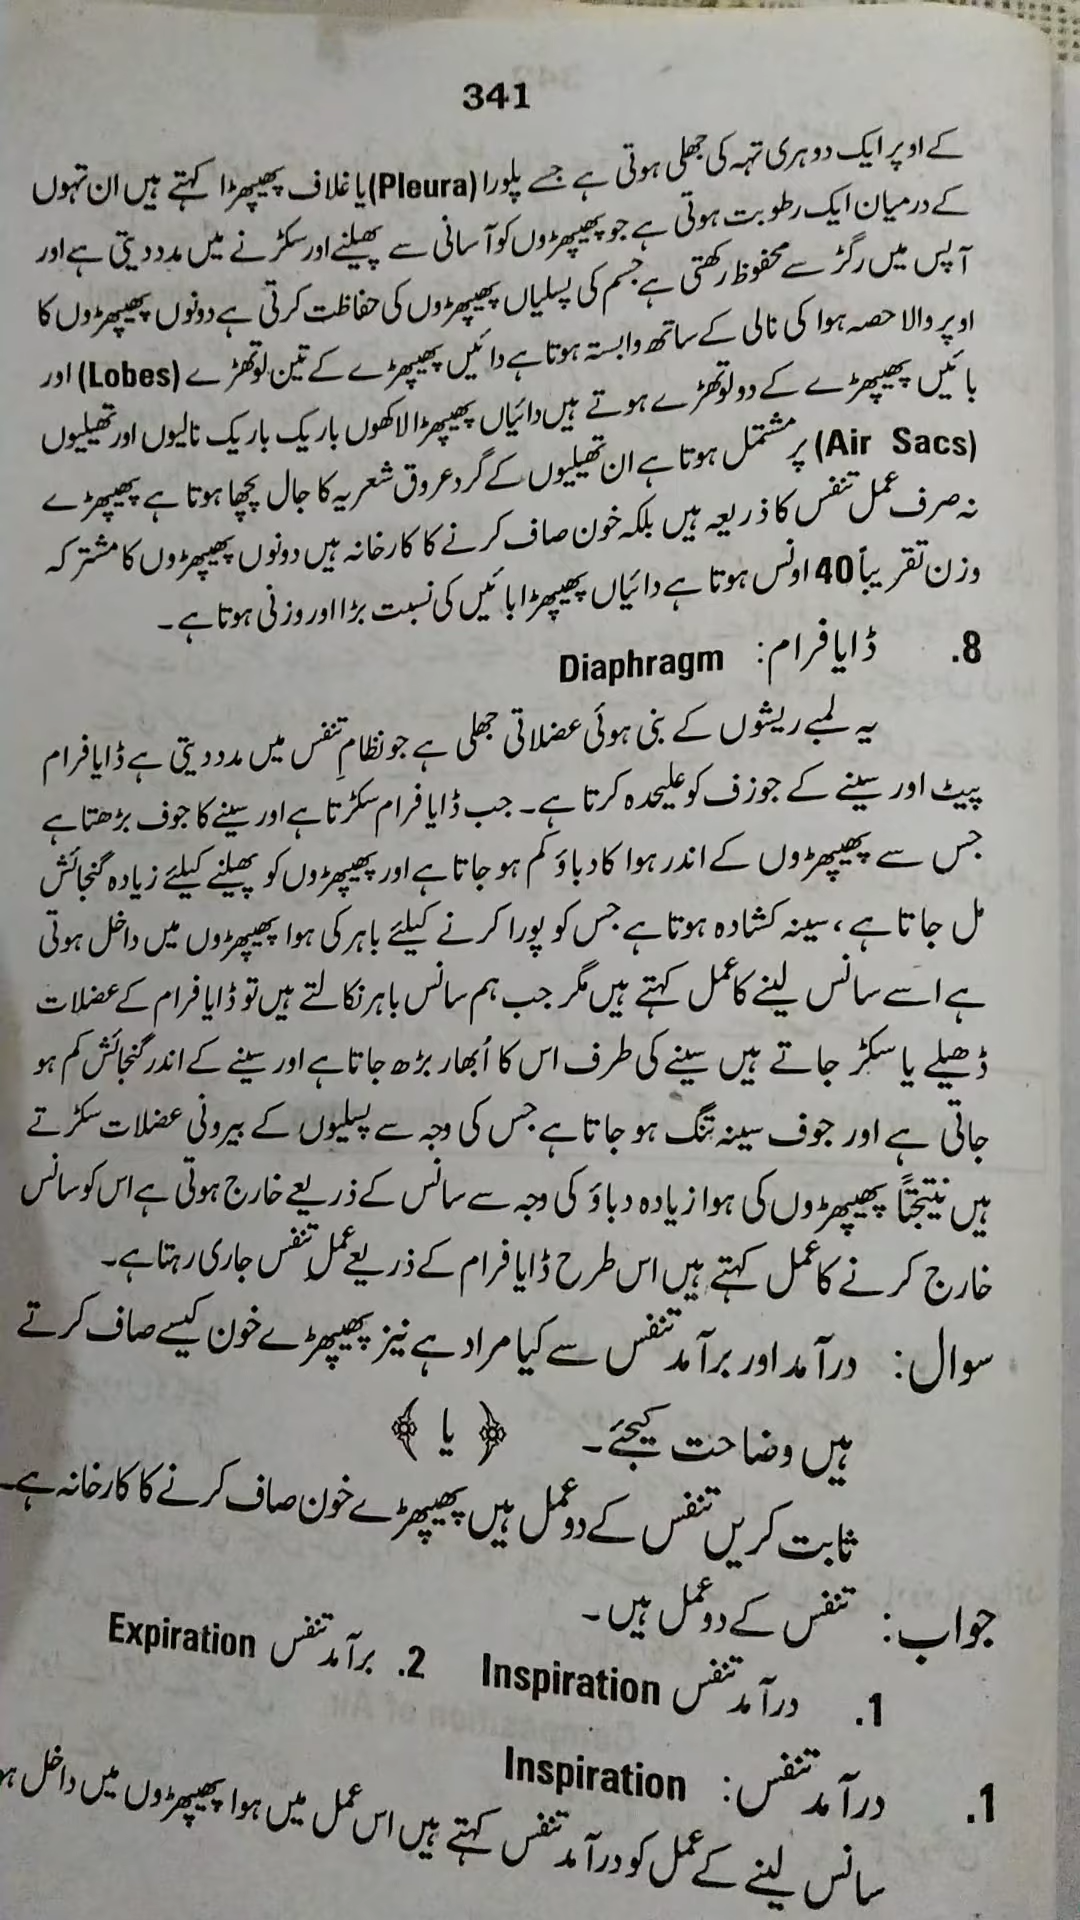 341
کے اوپر ایک دوہری تہہ کی جھلی ہوتی ہے جسے پلورا (Pleura) یا غلاف پھیپھڑا کہتے ہیں ان تہوں
کے درمیان ایک رطوبت ہوتی ہے جو پھیپھڑوں کو آسانی سے پھیلنے اور سکڑنے میں مدد دیتی ہے اور
آپس میں رگڑ سے محفوظ رکھتی ہے جسم کی پسلیاں پھیپھڑوں کی حفاظت کرتی ہے دونوں پھیپھڑوں کا
اوپر والا حصہ ہوا کی نالی کے ساتھ وابستہ ہوتا ہے دائیں پھیپھڑے کے تین لوتھڑے (Lobes) اور
بائیں پھیپھڑے کے دو لوتھڑے ہوتے ہیں دائیاں پھیپھڑا لاکھوں باریک باریک نالیوں اور تھیلیوں
(Air Sacs) پر مشتمل ہوتا ہے ان تھیلیوں کے گرد عروق شعریہ کا جال بچھا ہوتا ہے پھیپھڑے
نہ صرف عمل تنفس کا ذریعہ ہیں بلکہ خون صاف کرنے کا کارخانہ ہیں دونوں پھیپھڑوں کا مشترکہ
وزن تقریباً 40 اونس ہوتا ہے دائیاں پھیپھڑا بائیں کی نسبت بڑا اور وزنی ہوتا ہے۔
8. ڈایا فرام: Diaphragm
یہ لمبے ریشوں کے بنی ہوئی عضلاتی جھلی ہے جو نظامِ تنفس میں مدد دیتی ہے ڈایا فرام
پیٹ اور سینے کے جوزف کو علیحدہ کرتا ہے۔ جب ڈایا فرام سکڑتا ہے اور سینے کا جوف بڑھتا ہے
جس سے پھیپھڑوں کے اندر ہوا کا دباؤ کم ہو جاتا ہے اور پھیپھڑوں کو پھیلنے کیلئے زیادہ گنجائش
مل جاتا ہے، سینہ کشادہ ہوتا ہے جس کو پورا کرنے کیلئے باہر کی ہوا پھیپھڑوں میں داخل ہوتی
ہے اسے سانس لینے کا عمل کہتے ہیں مگر جب ہم سانس باہر نکالتے ہیں تو ڈایا فرام کے عضلات
ڈھیلے یا سکڑ جاتے ہیں سینے کی طرف اس کا اُبھار بڑھ جاتا ہے اور سینے کے اندر گنجائش کم ہو
جاتی ہے اور جوف سینہ تنگ ہو جاتا ہے جس کی وجہ سے پسلیوں کے بیرونی عضلات سکڑتے
ہیں نتیجتاً پھیپھڑوں کی ہوا زیادہ دباؤ کی وجہ سے سانس کے ذریعے خارج ہوتی ہے اس کو سانس
خارج کرنے کا عمل کہتے ہیں اس طرح ڈایا فرام کے ذریعے عملِ تنفس جاری رہتا ہے۔
سوال: درآمد اور برآمد تنفس سے کیا مراد ہے نیز پھیپھڑے خون کیسے صاف کرتے
ہیں وضاحت کیجئے۔ ﴿ یا ﴾
ثابت کریں تنفس کے دو عمل ہیں پھیپھڑے خون صاف کرنے کا کارخانہ ہے۔
جواب: تنفس کے دو عمل ہیں۔
1. درآمد تنفس Inspiration 2. برآمد تنفس Expiration
1. درآمد تنفس: Inspiration
سانس لینے کے عمل کو درآمد تنفس کہتے ہیں اس عمل میں ہوا پھیپھڑوں میں داخل